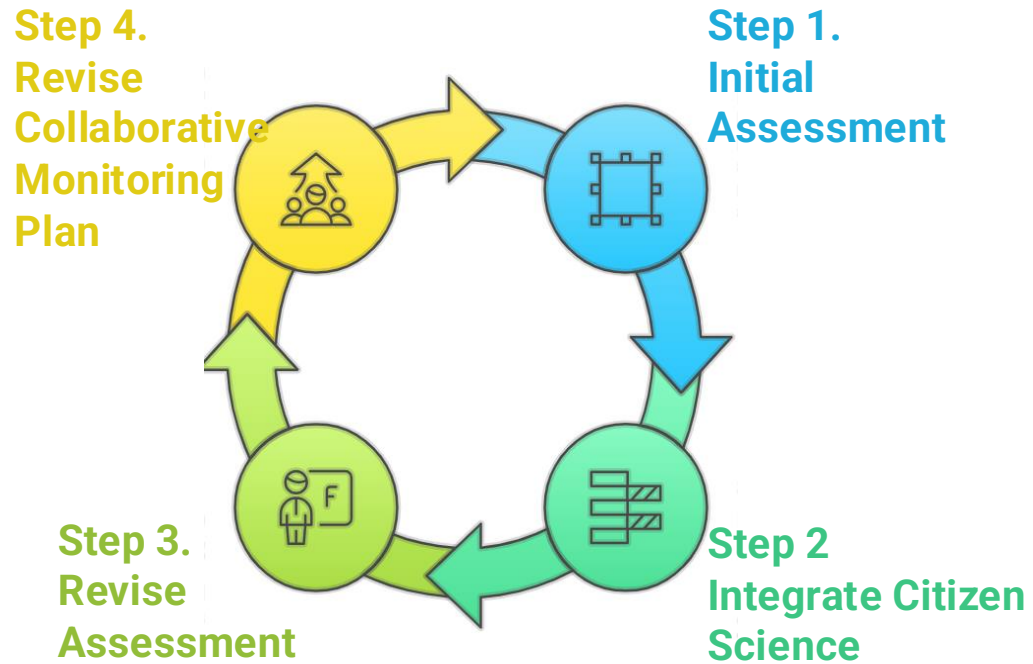 Step 1.
Initial
Assessment
Step 2
Integrate Citizen
Science
Step 3.
Revise
Assessment
F
Step 4.
Revise
Collaborative
Monitoring
Plan